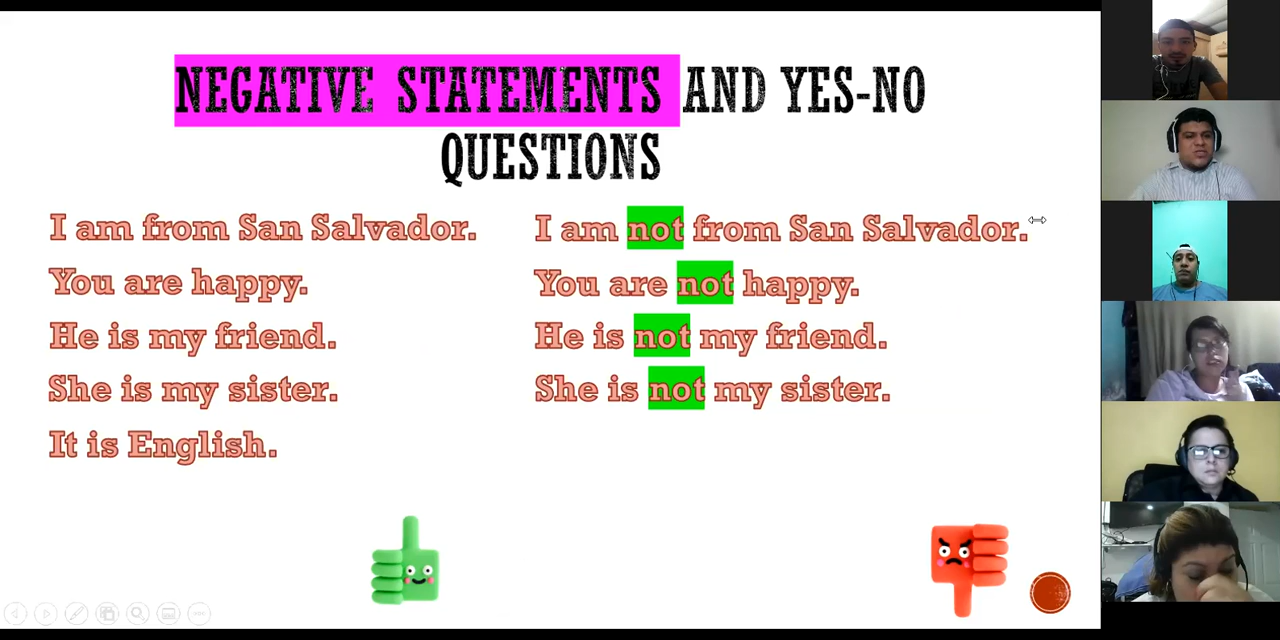 NEGATIVE STATEMENTS AND YES-NO
QUESTIONS
I am from San Salvador.
You are happy.
He is my friend.
She is my sister.
It is English.
I am not from San Salvador.
You are not happy.
He is not my friend.
She is not my sister.